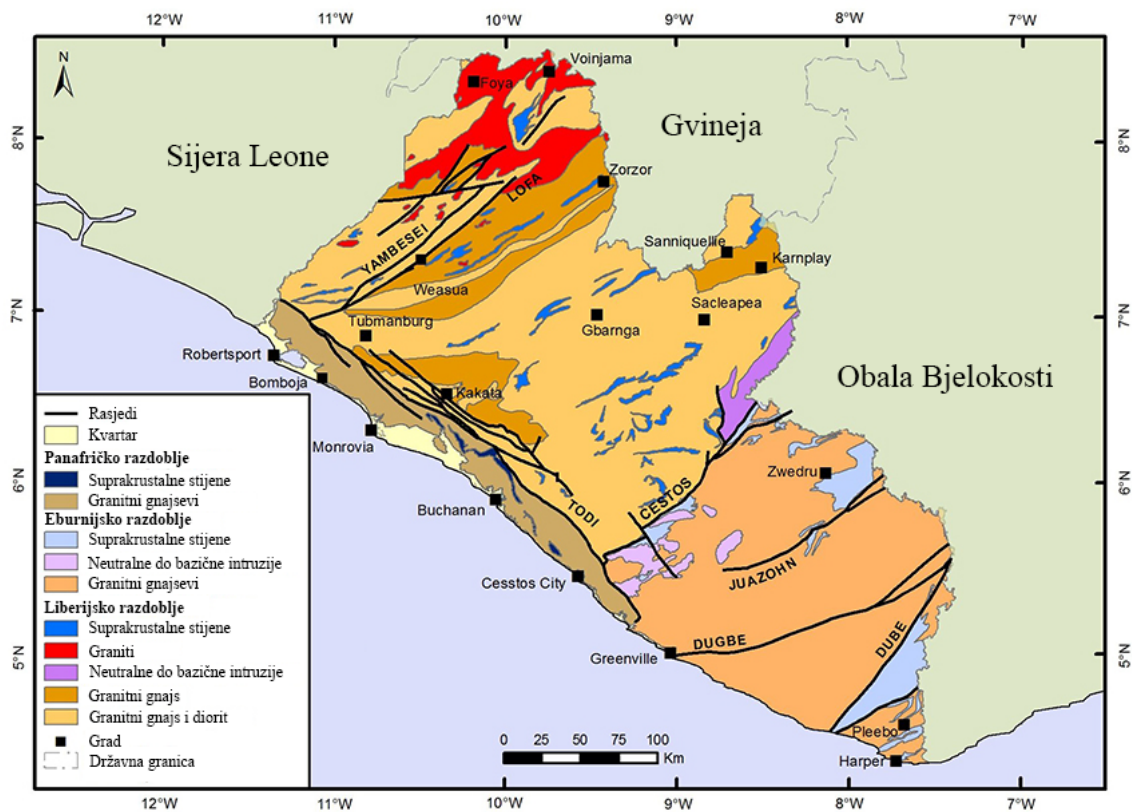 12°W 11°W 10°W 9°W 8°W 7°W
N
Voinjama
Foya
8°N 8°N
Gvineja
Sijera Leone
Zorzor
LOFA
YAMBESEI
Sanniquellie
Karnplay
Weasua
7°N 7°N
Tubmanburg
Gbarnga
Sacleapea
Robertsport
Bomboja
Obala Bjelokosti
Kakata
Monrovia
Zwedru
6°N 6°N
CESTOS
Buchanan
TODI
JUAZOHN
Cesstos City
DUGBE
DUBE
Greenville
5°N 5°N
Pleebo
Harper
Rasjedi
Kvartar
Panafričko razdoblje
Suprakrustalne stijene
Granitni gnajsevi
Eburnijsko razdoblje
Suprakrustalne stijene
Neutralne do bazične intruzije
Granitni gnajsevi
Liberijsko razdoblje
Suprakrustalne stijene
Graniti
Neutralne do bazične intruzije
Granitni gnajs
Granitni gnajs i diorit
Grad
Državna granica
0 25 50 75 100
Km
12°W 11°W 10°W 9°W 8°W 7°W